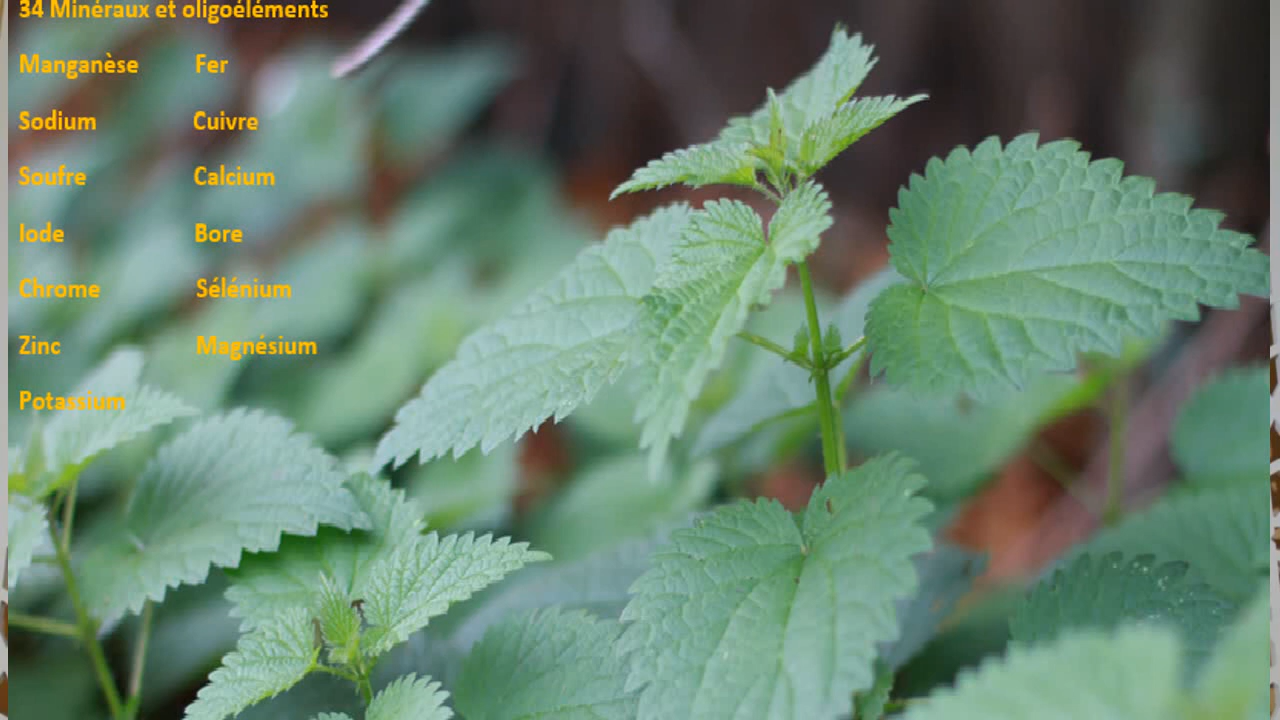 34 Minéraux et oligoéléments
Manganèse Fer
Sodium Cuivre
Soufre Calcium
Iode Bore
Chrome Sélénium
Zinc Magnésium
Potassium